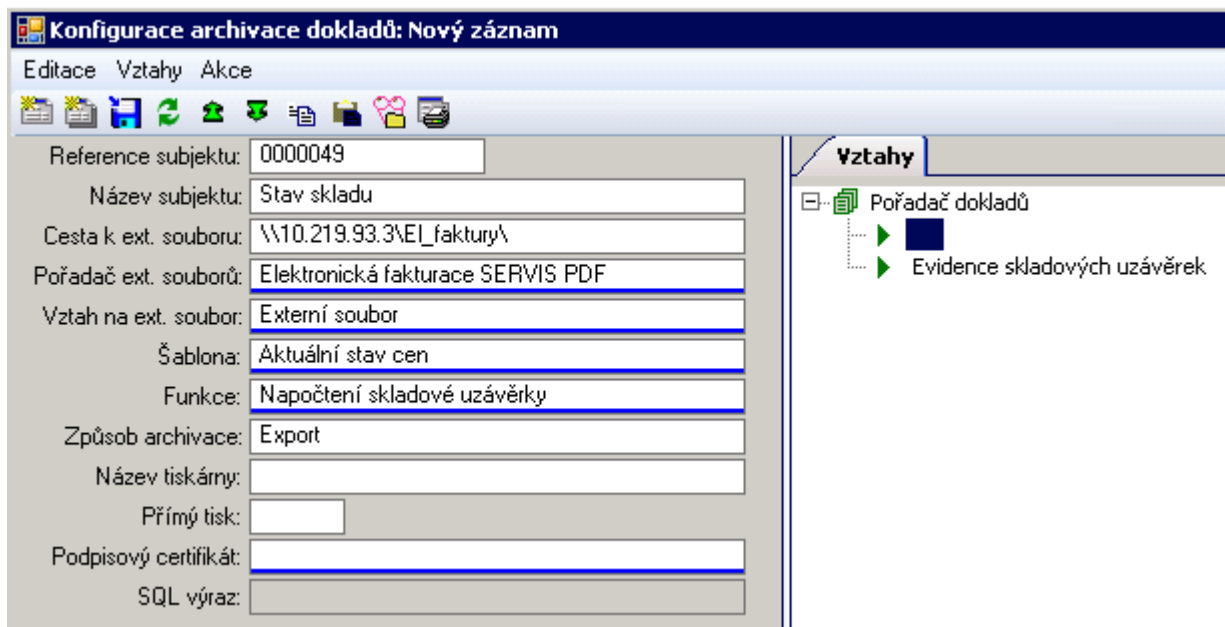 Konfigurace archivace dokladů: Nový záznam
Editace Vztahy Akce
Reference subjektu: 0000049
Název subjektu: Stav skladu
Cesta k ext. souboru: \\10.219.93.3\El_faktury\
Pořadač ext. souborů: Elektronická fakturace SERVIS PDF
Vztah na ext. soubor: Externí soubor
Šablona: Aktuální stav cen
Funkce: Napočtení skladové uzávěrky
Způsob archivace: Export
Název tiskárny:
Přímý tisk:
Podpisový certifikát:
SQL výraz:
Vztahy
Pořadač dokladů
Evidence skladových uzávěrek